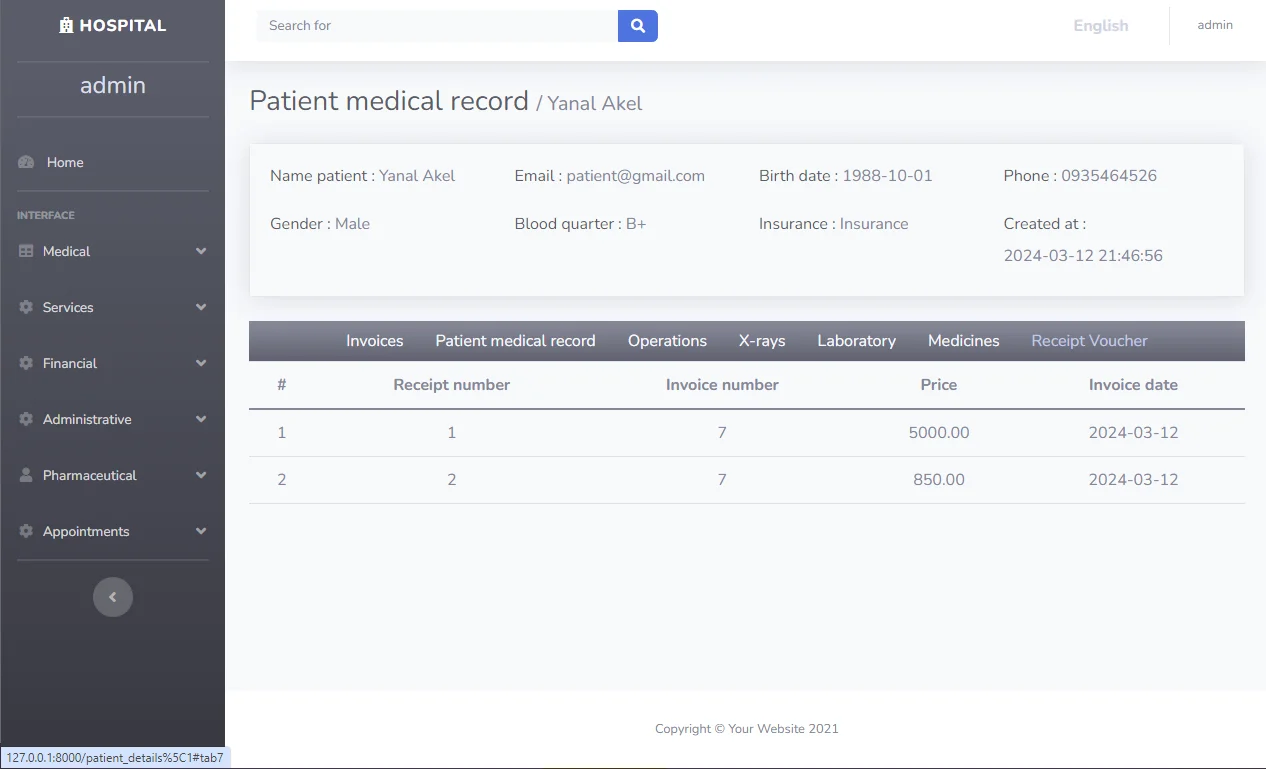 HOSPITAL
admin
Home
INTERFACE
Medical
Services
Financial
Administrative
Pharmaceutical
Appointments
Search for
English
admin
Patient medical record / Yanal Akel
Name patient : Yanal Akel Email : patient@gmail.com Birth date : 1988-10-01 Phone : 0935464526
Gender : Male Blood quarter : B+ Insurance : Insurance Created at :
2024-03-12 21:46:56
Invoices Patient medical record Operations X-rays Laboratory Medicines Receipt Voucher
# Receipt number Invoice number Price Invoice date
1 1 7 5000.00 2024-03-12
2 2 7 850.00 2024-03-12
Copyright © Your Website 2021
127.0.0.1:8000/patient_details%5C1#tab7